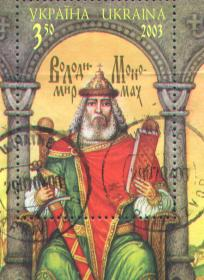 УКРАЇНА UKRAINA
3.50 2003
Володи- Моно-
мир мах